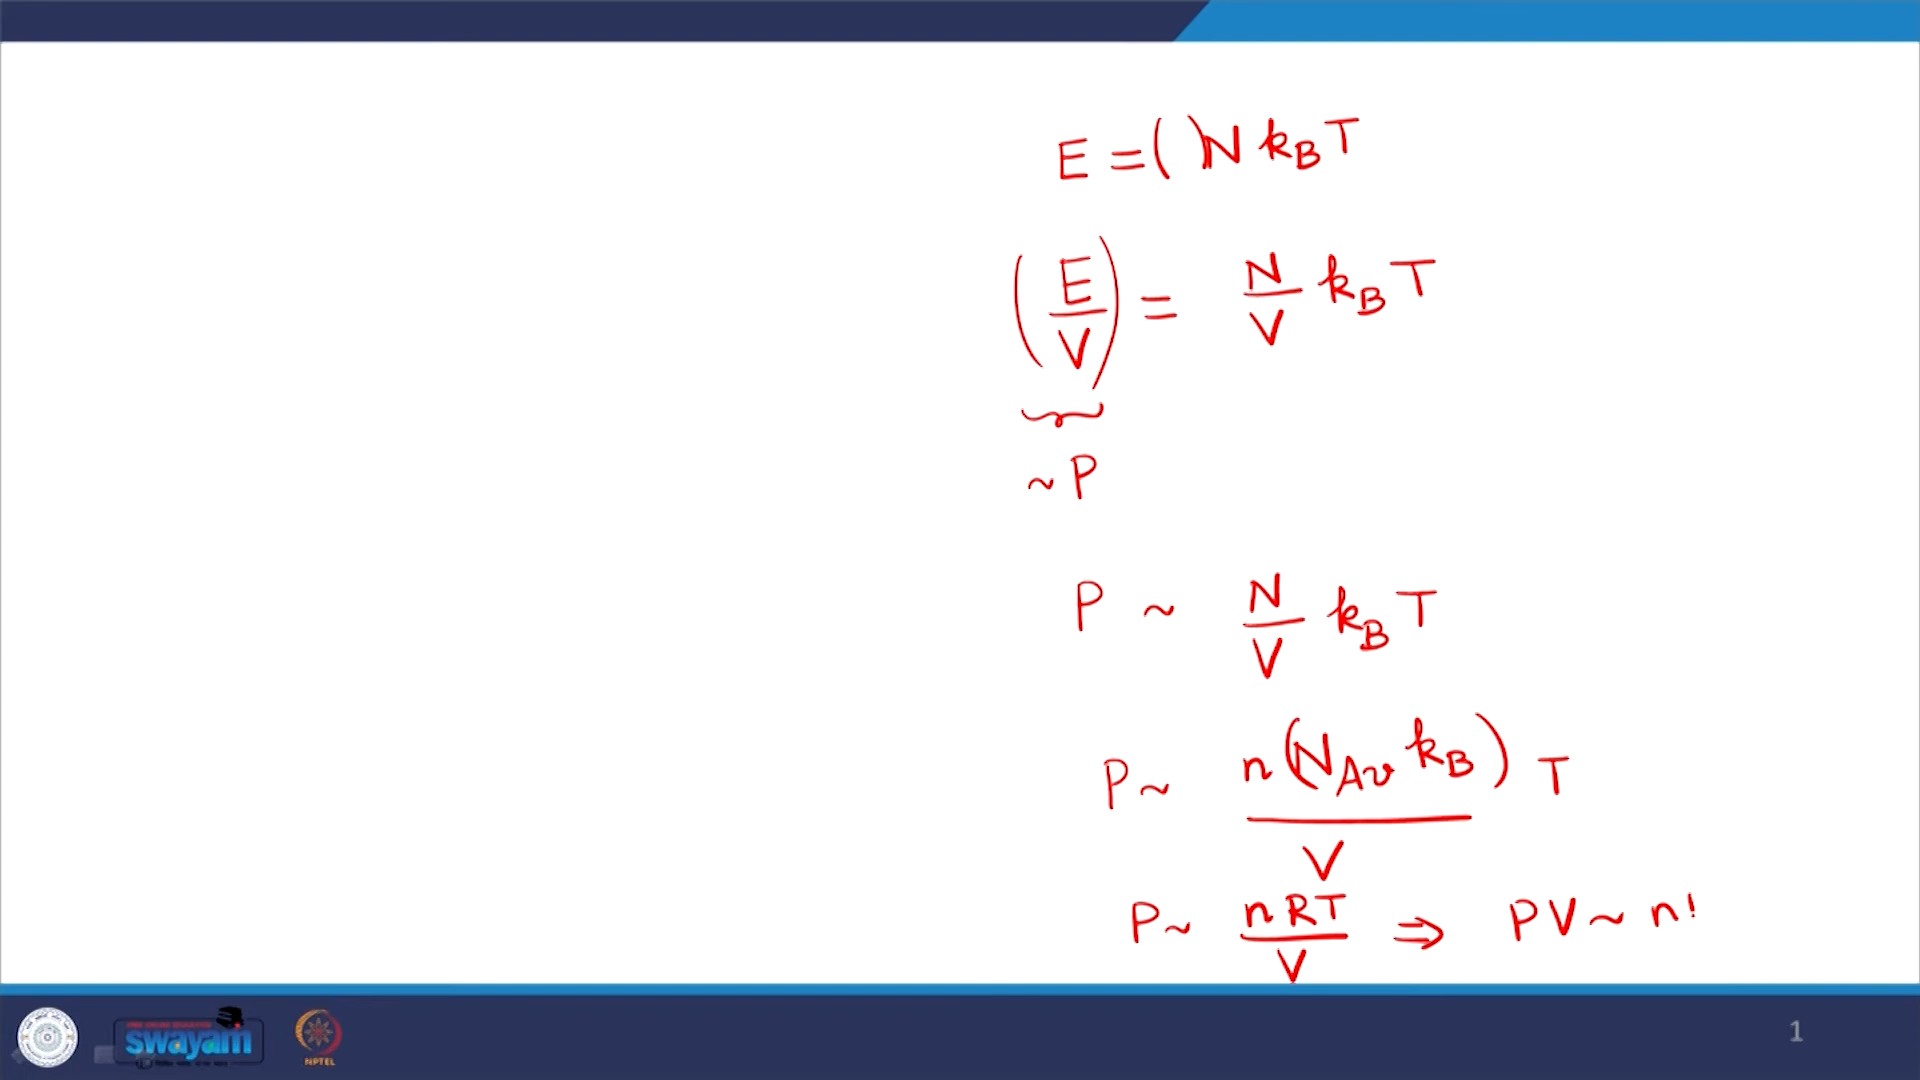 E = ( ) N k_B T
(E/V) = N/V k_B T
~ P
P ~ N/V k_B T
P ~ n(N_Av k_B) T / V
P ~ nRT/V ⇒ PV ~ n
swayam
NPTEL
1